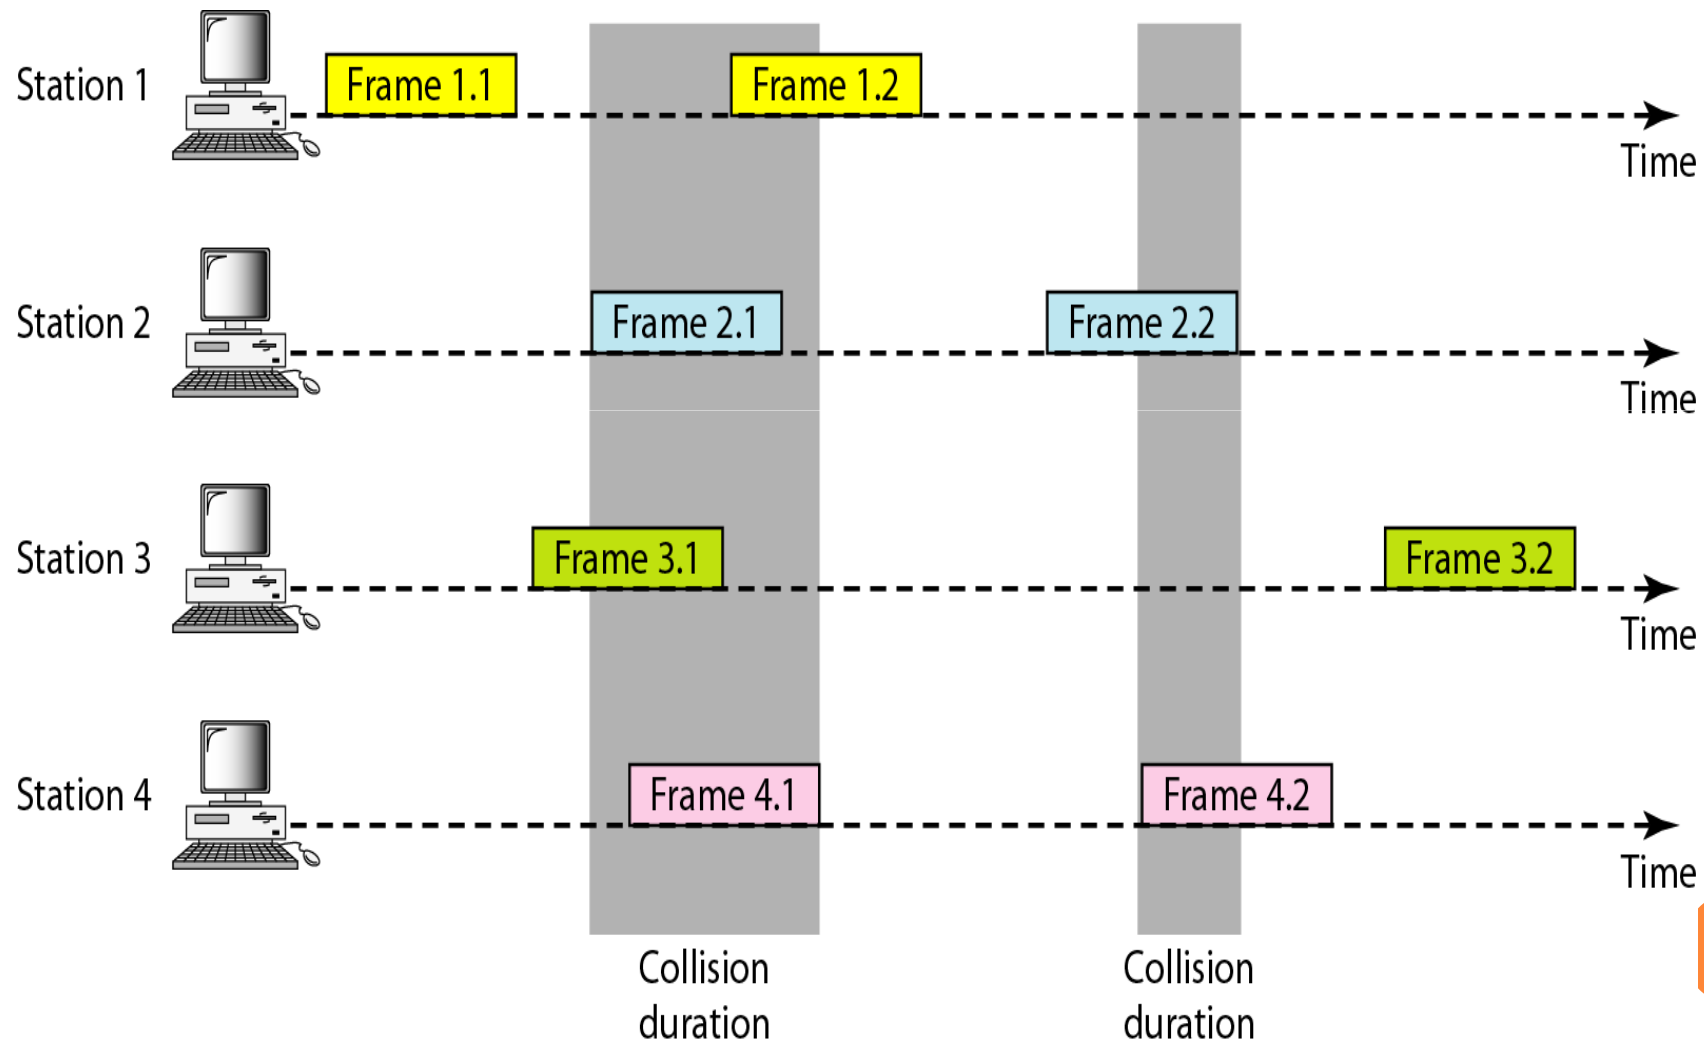 Station 1
Frame 1.1
Frame 1.2
Time
Station 2
Frame 2.1
Frame 2.2
Time
Station 3
Frame 3.1
Frame 3.2
Time
Station 4
Frame 4.1
Frame 4.2
Time
Collision
duration
Collision
duration